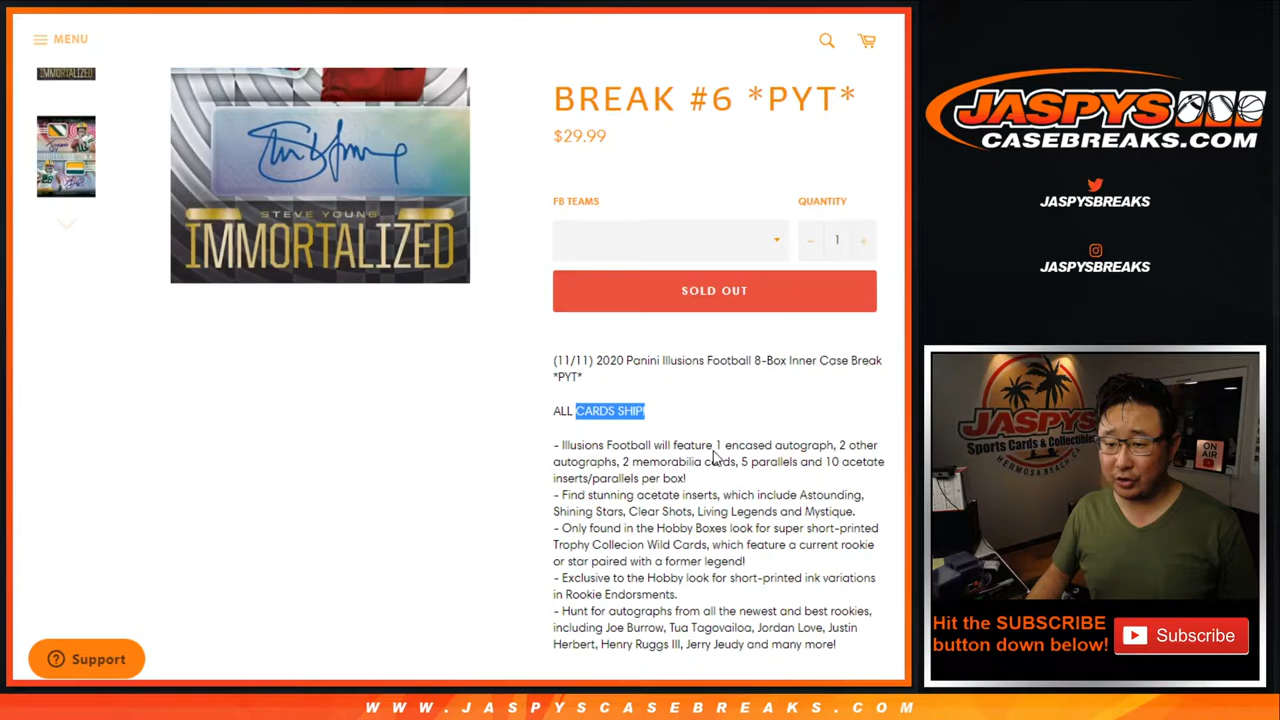 MENU
IMMORTALIZED
STEVE YOUNG
IMMORTALIZED
BREAK #6 *PYT*
$29.99
FB TEAMS
QUANTITY
1
SOLD OUT
(11/11) 2020 Panini Illusions Football 8-Box Inner Case Break
*PYT*
ALL CARDS SHIP!
- Illusions Football will feature 1 encased autograph, 2 other
autographs, 2 memorabilia cards, 5 parallels and 10 acetate
inserts/parallels per box!
- Find stunning acetate inserts, which include Astounding,
Shining Stars, Clear Shots, Living Legends and Mystique.
- Only found in the Hobby Boxes look for super short-printed
Trophy Collecion Wild Cards, which feature a current rookie
or star paired with a former legend!
- Exclusive to the Hobby look for short-printed ink variations
in Rookie Endorsments.
- Hunt for autographs from all the newest and best rookies,
including Joe Burrow, Tua Tagovailoa, Jordan Love, Justin
Herbert, Henry Ruggs III, Jerry Jeudy and many more!
Support
JASPYS
CASEBREAKS.COM
JASPYSBREAKS
JASPYSBREAKS
JASPYS
Sports Cards & Collectibles
HERMOSA BEACH
ON
AIR
Hit the SUBSCRIBE
button down below!
Subscribe
WWW.JASPYSCASEBREAKS.COM